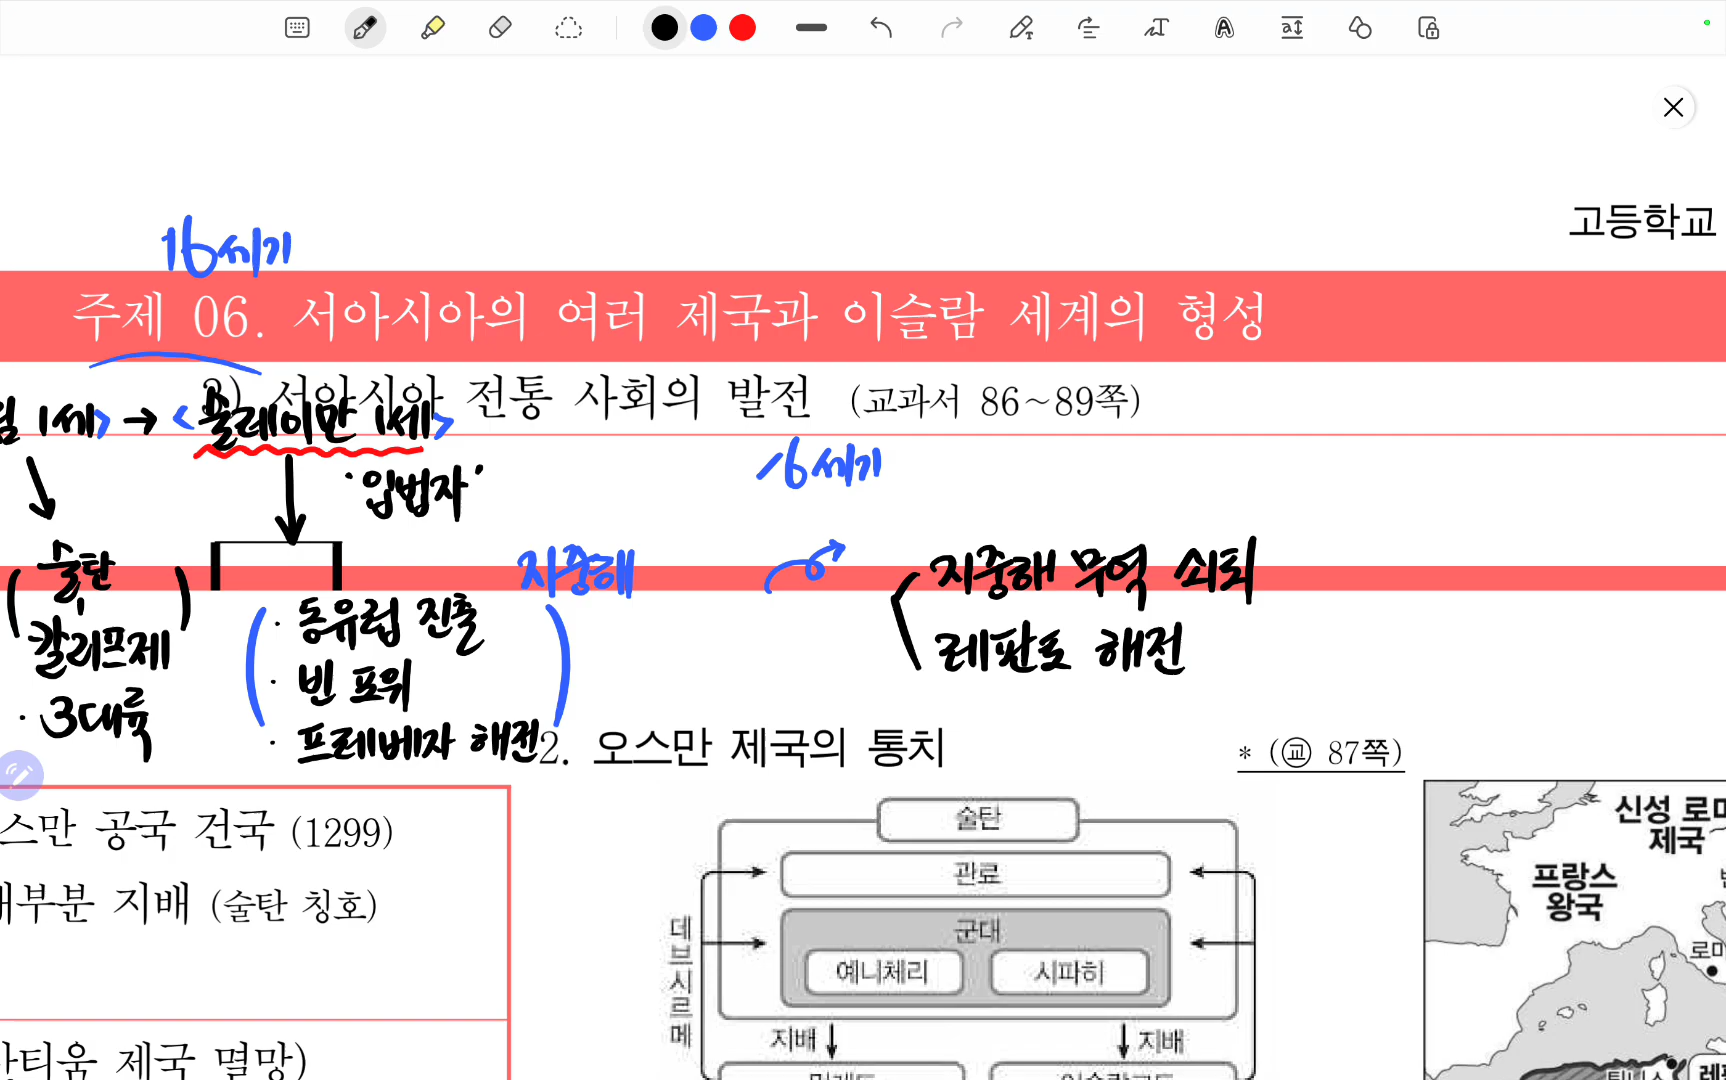 고등학교
16세기
주제 06. 서아시아의 여러 제국과 이슬람 세계의 형성
3) 서아시아 전통 사회의 발전 (교과서 86~89쪽)
1세> → <쓸레이만 1세>
'입법자'
16세기
술탄
칼리프제
· 3대륙
지중해
· 동유럽 진출
· 빈 포위
· 프레베자 해전
지중해 무역 쇠퇴
레판토 해전
2. 오스만 제국의 통치
* (교 87쪽)
스만 공국 건국 (1299)
대부분 지배 (술탄 칭호)
제국 멸망)
술탄
관료
군대
예니체리 시파히
데브시르메
지배 지배
신성 로마
제국
프랑스
왕국
로마
튀니스